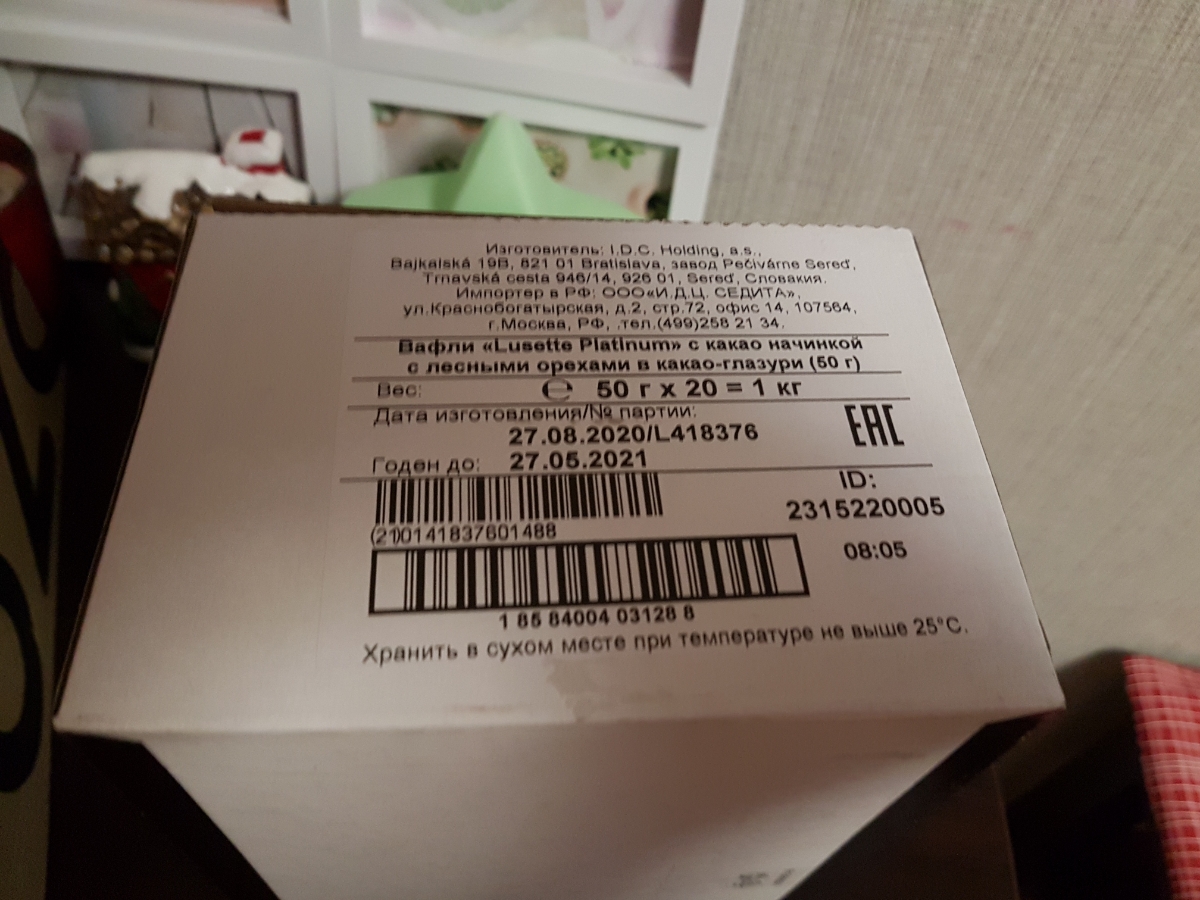 Изготовитель: I.D.C. Holding, a.s.,
Bajkalská 19B, 821 01 Bratislava, завод Pečivárne Sereď,
Trnavská cesta 946/14, 926 01, Sereď, Словакия.
Импортер в РФ: ООО«И.Д.Ц. СЕДИТА»,
ул.Краснобогатырская, д.2, стр.72, офис 14, 107564,
г.Москва, РФ, .тел.(499)258 21 34.
Вафли «Lusette Platinum» с какао начинкой
с лесными орехами в какао-глазури (50 г)
Вес: ℮ 50 г x 20 = 1 кг
Дата изготовления/№ партии:
27.08.2020/L418376
EAC
Годен до: 27.05.2021
ID:
2315220005
(21)0141837601488
08:05
1 85 84004 03128 8
Хранить в сухом месте при температуре не выше 25°C.